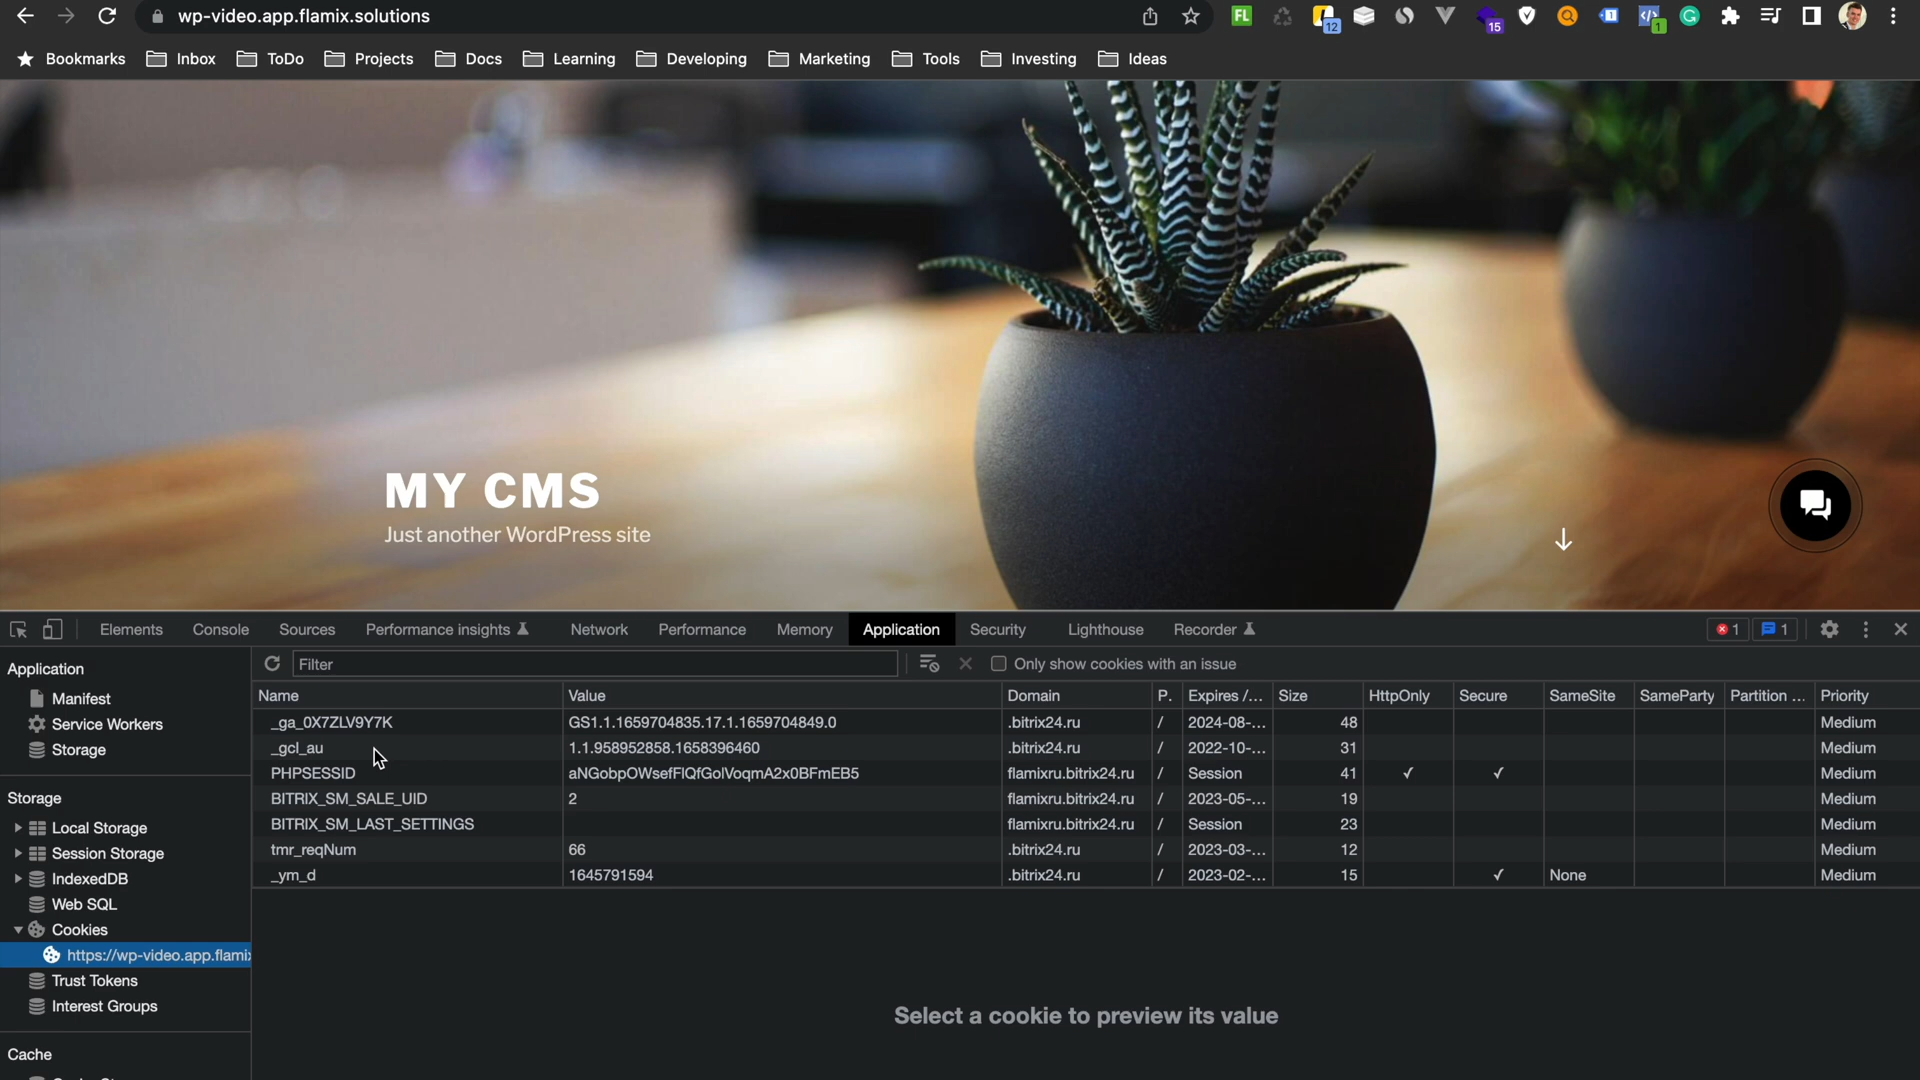 wp-video.app.flamix.solutions
FL 12 15 1
Bookmarks Inbox ToDo Projects Docs Learning Developing Marketing Tools Investing Ideas
MY CMS
Just another WordPress site
Elements Console Sources Performance insights Network Performance Memory Application Security Lighthouse Recorder 1 1
Application
Filter
Only show cookies with an issue
Name Value Domain P. Expires /... Size HttpOnly Secure SameSite SameParty Partition ... Priority
_ga_0X7ZLV9Y7K GS1.1.1659704835.17.1.1659704849.0 .bitrix24.ru / 2024-08-... 48 Medium
_gcl_au 1.1.958952858.1658396460 .bitrix24.ru / 2022-10-... 31 Medium
PHPSESSID aNGobpOWsefFlQfGolVoqmA2x0BFmEB5 flamixru.bitrix24.ru / Session 41 ✓ ✓ Medium
BITRIX_SM_SALE_UID 2 flamixru.bitrix24.ru / 2023-05-... 19 Medium
BITRIX_SM_LAST_SETTINGS flamixru.bitrix24.ru / Session 23 Medium
tmr_reqNum 66 .bitrix24.ru / 2023-03-... 12 Medium
_ym_d 1645791594 .bitrix24.ru / 2023-02-... 15 ✓ None Medium
Manifest
Service Workers
Storage
Storage
Local Storage
Session Storage
IndexedDB
Web SQL
Cookies
https://wp-video.app.flami
Trust Tokens
Interest Groups
Cache
Select a cookie to preview its value